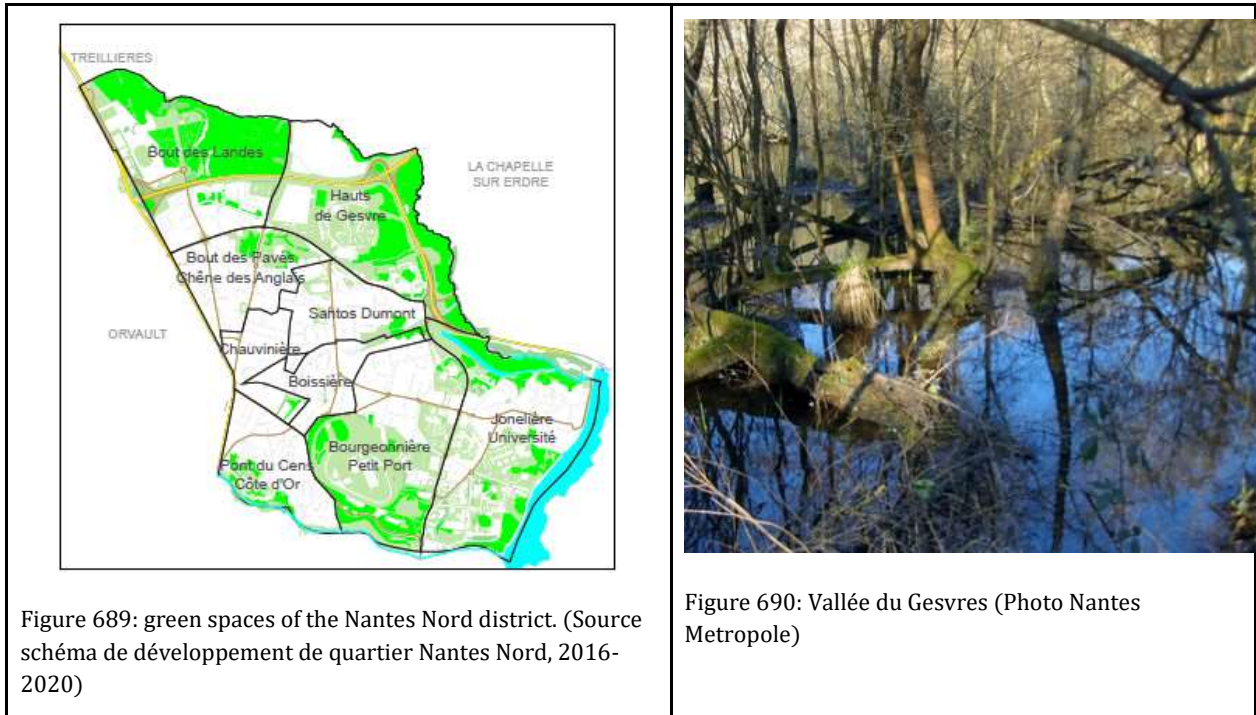 TREILLIERES
Bout des Landes
LA CHAPELLE
SUR ERDRE
Hauts
de Gesvre
Bout des Pavés
Chêne des Anglais
Santos Dumont
ORVAULT
Chauvinière
Boissière
Jonelière
Université
Bourgeonnière
Petit Port
Pont du Cens
Côte d'Or
Figure 689: green spaces of the Nantes Nord district. (Source
schéma de développement de quartier Nantes Nord, 2016-
2020)
Figure 690: Vallée du Gesvres (Photo Nantes
Metropole)